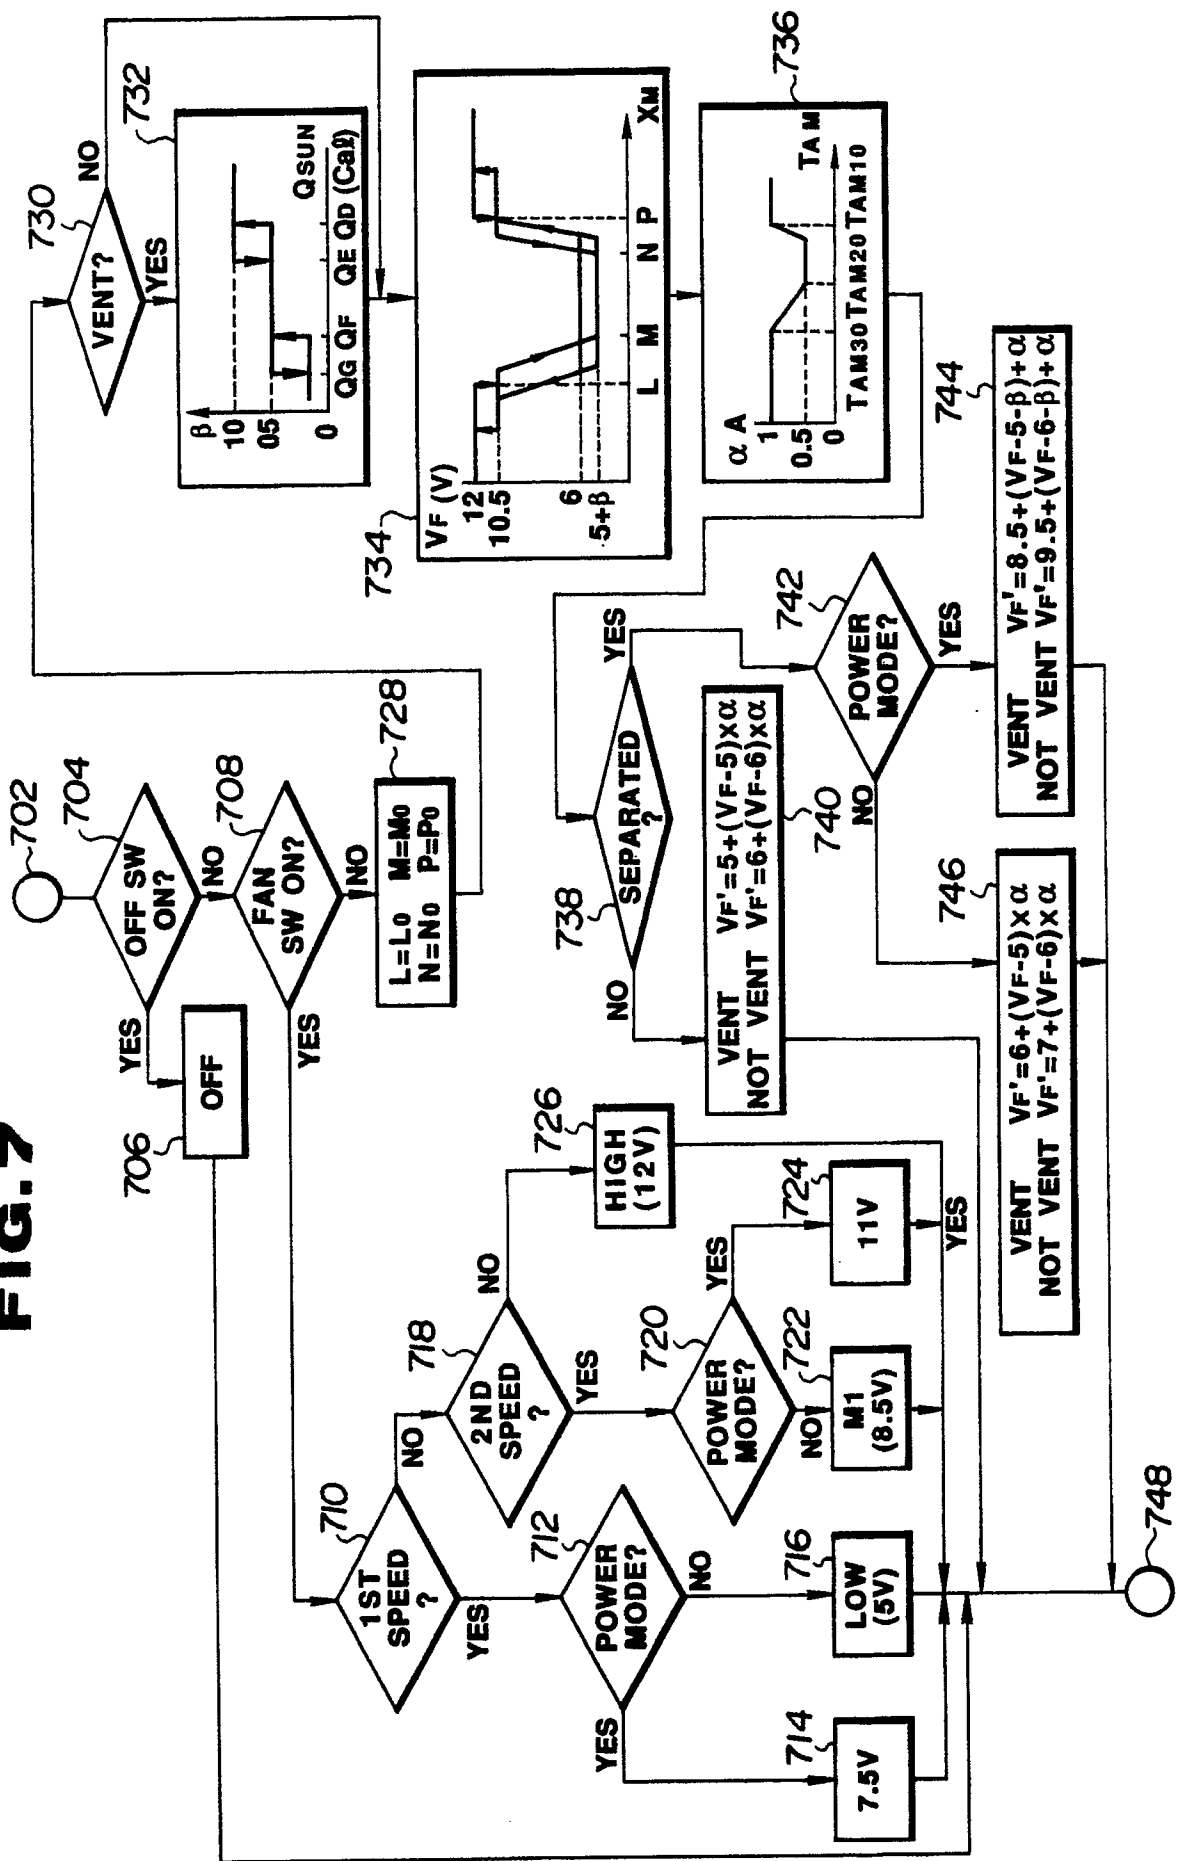 FIG.7
702
704
OFF SW
ON?
YES
NO
706
OFF
708
FAN
SW ON?
YES
NO
710
1ST
SPEED
?
YES
NO
712
POWER
MODE?
YES
NO
714
7.5V
716
LOW
(5V)
718
2ND
SPEED
?
NO
YES
720
POWER
MODE?
YES
NO
722
M1
(8.5V)
724
11V
726
HIGH
(12V)
YES
728
L=L0 M=M0
N=N0 P=P0
730
VENT?
NO
YES
732
β
10
05
0
QSUN
QG QF QE QD (Caℓ)
734
VF (V)
12
10.5
6
5+β
L M N P
XM
736
α A
1
0.5
0
TAM
TAM30 TAM20 TAM10
738
SEPARATED
?
YES
NO
740
VENT VF'=5+(VF-5)xα
NOT VENT VF'=6+(VF-6)xα
742
POWER
MODE?
NO
YES
744
VENT VF'=8.5+(VF-5-β)+α
NOT VENT VF'=9.5+(VF-6-β)+α
746
VENT VF'=6+(VF-5)xα
NOT VENT VF'=7+(VF-6)xα
748